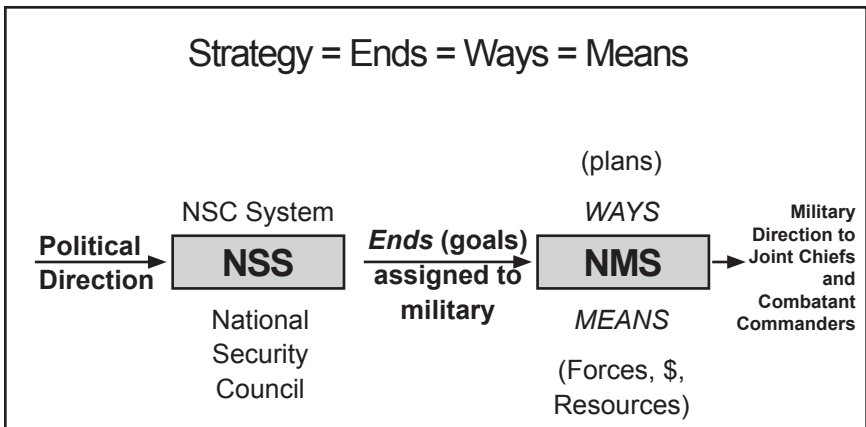 Strategy = Ends = Ways = Means
Political
Direction
NSC System
NSS
National
Security
Council
Ends (goals)
assigned to
military
(plans)
WAYS
NMS
MEANS
(Forces, $,
Resources)
Military
Direction to
Joint Chiefs
and
Combatant
Commanders